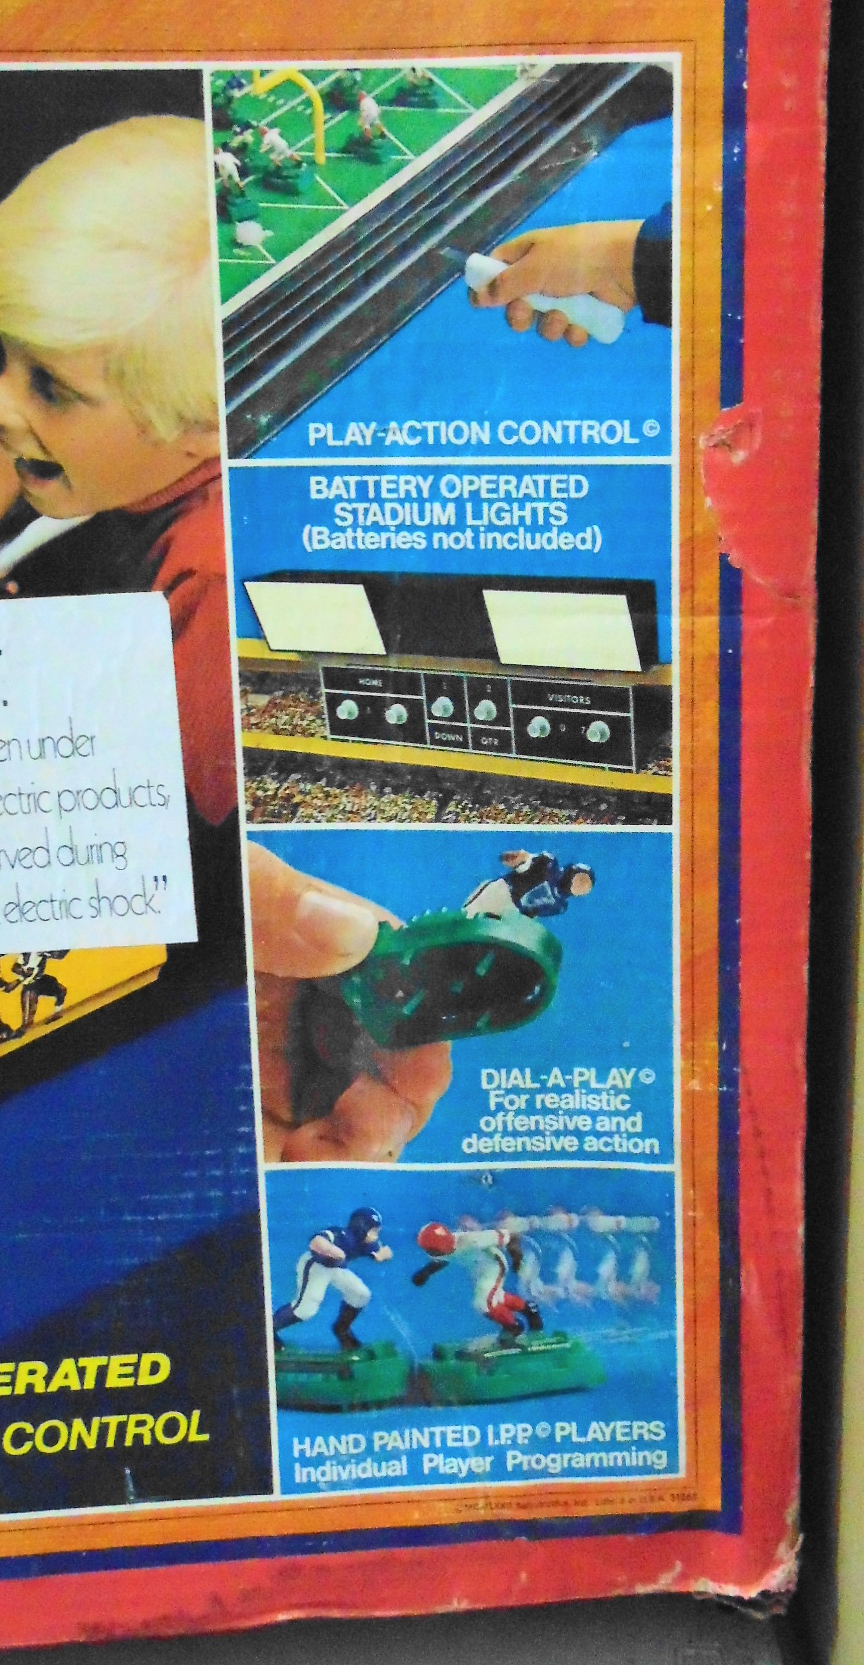 PLAY-ACTION CONTROL©
BATTERY OPERATED
STADIUM LIGHTS
(Batteries not included)
HOME
VISITORS
DOWN
QTR
en under
ectric products,
rved during
electric shock."
DIAL-A-PLAY©
For realistic
offensive and
defensive action
ERATED
CONTROL
HAND PAINTED I.P.P.© PLAYERS
Individual Player Programming